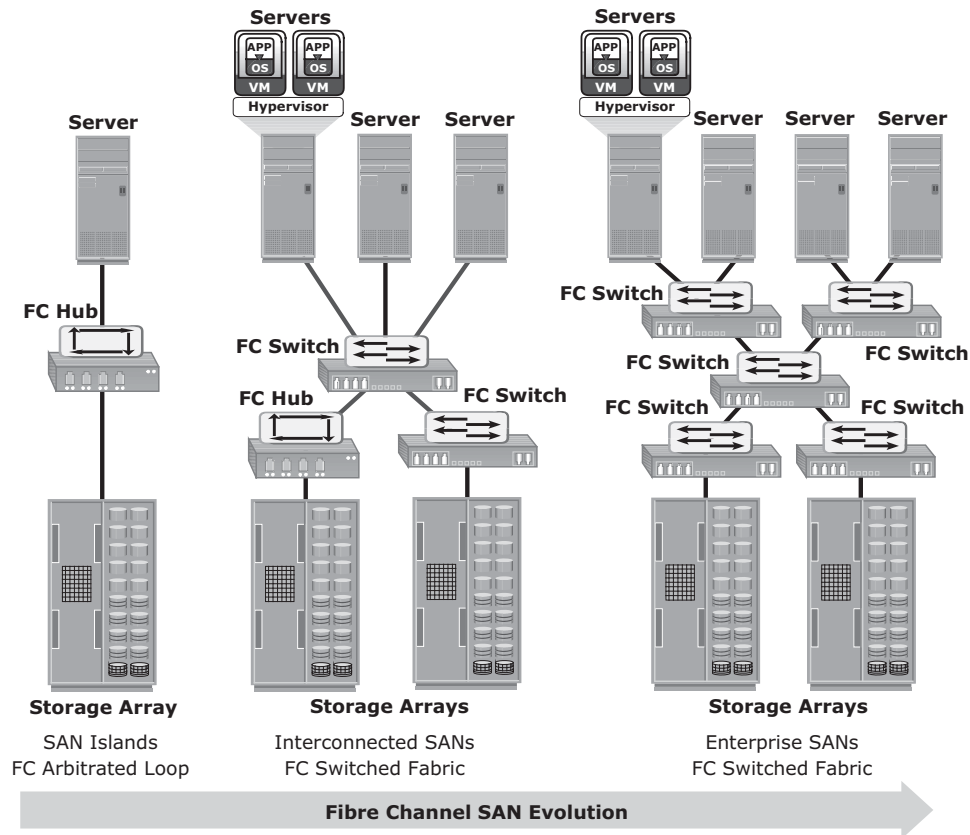 Servers
APP
OS
VM
APP
OS
VM
Hypervisor
Servers
APP
OS
VM
APP
OS
VM
Hypervisor
Server
Server
Server
Server
Server
Server
FC Hub
FC Switch
FC Hub
FC Switch
FC Switch
FC Switch
FC Switch
FC Switch
FC Switch
Storage Array
SAN Islands
FC Arbitrated Loop
Storage Arrays
Interconnected SANs
FC Switched Fabric
Storage Arrays
Enterprise SANs
FC Switched Fabric
Fibre Channel SAN Evolution